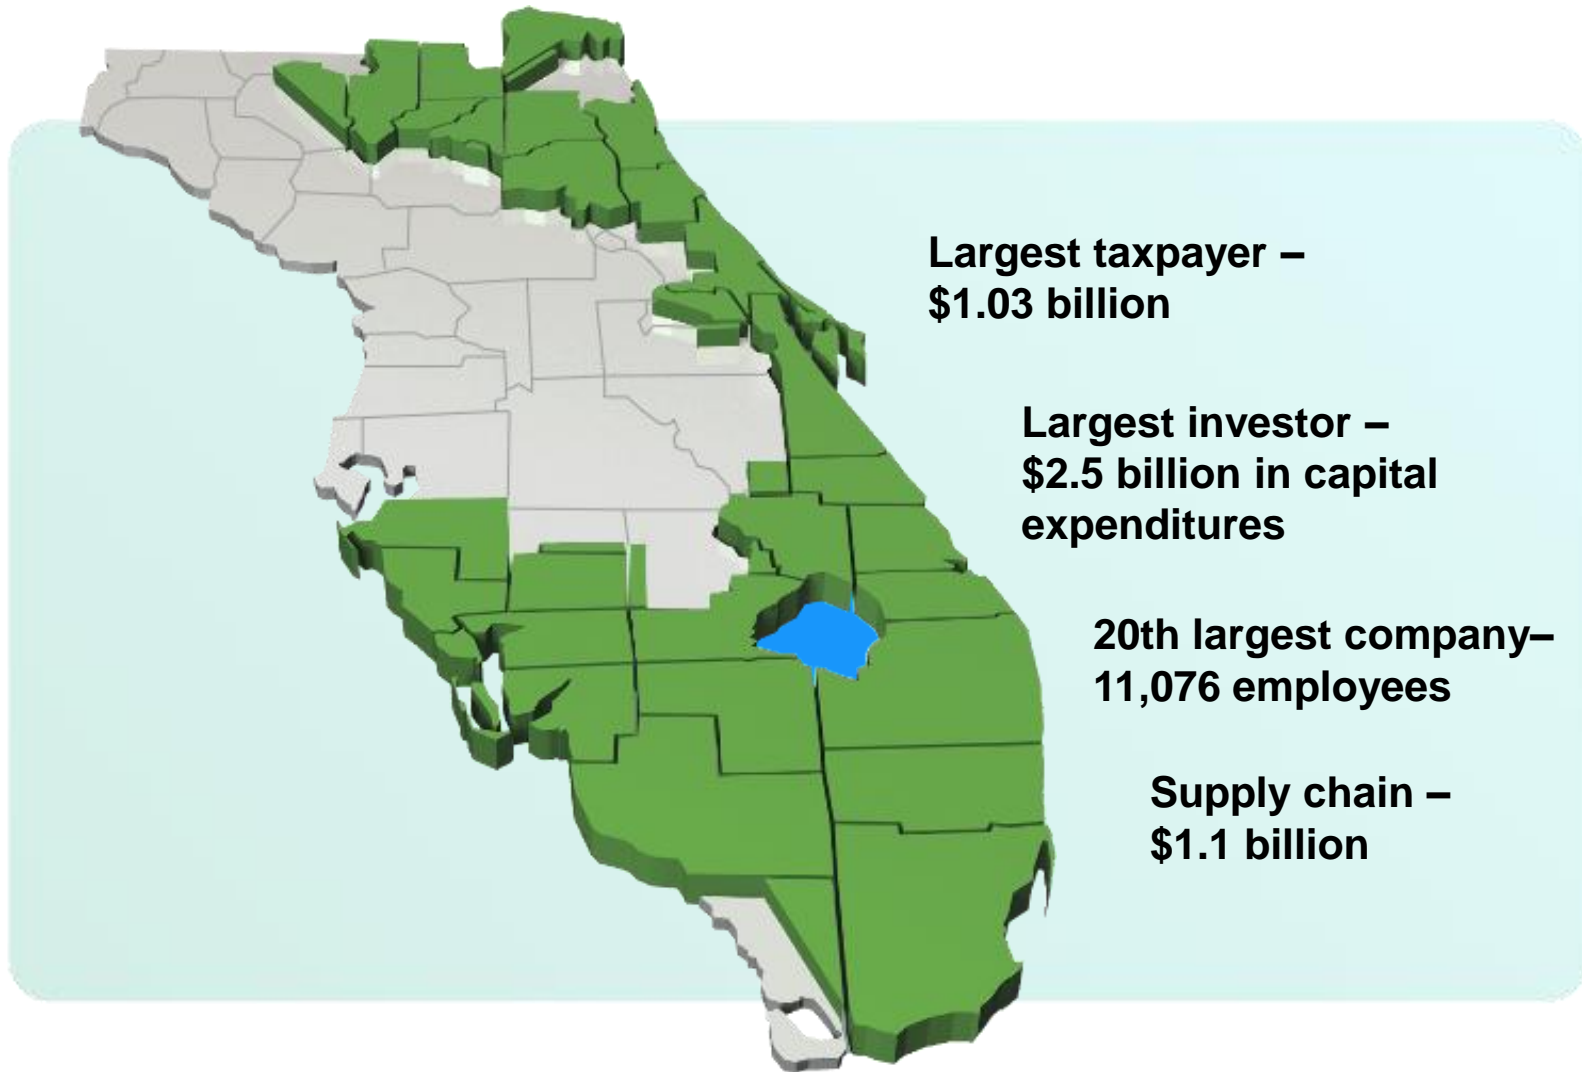 Largest taxpayer –
$1.03 billion
Largest investor –
$2.5 billion in capital
expenditures
20th largest company–
11,076 employees
Supply chain –
$1.1 billion